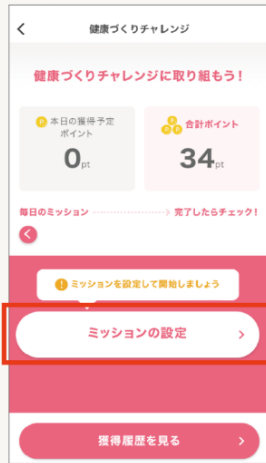 健康づくりチャレンジ
健康づくりチャレンジに取り組もう！
P 本日の獲得予定
ポイント
0pt
P P P 合計ポイント
34pt
毎日のミッション
完了したらチェック！
! ミッションを設定して開始しましょう
ミッションの設定
獲得履歴を見る